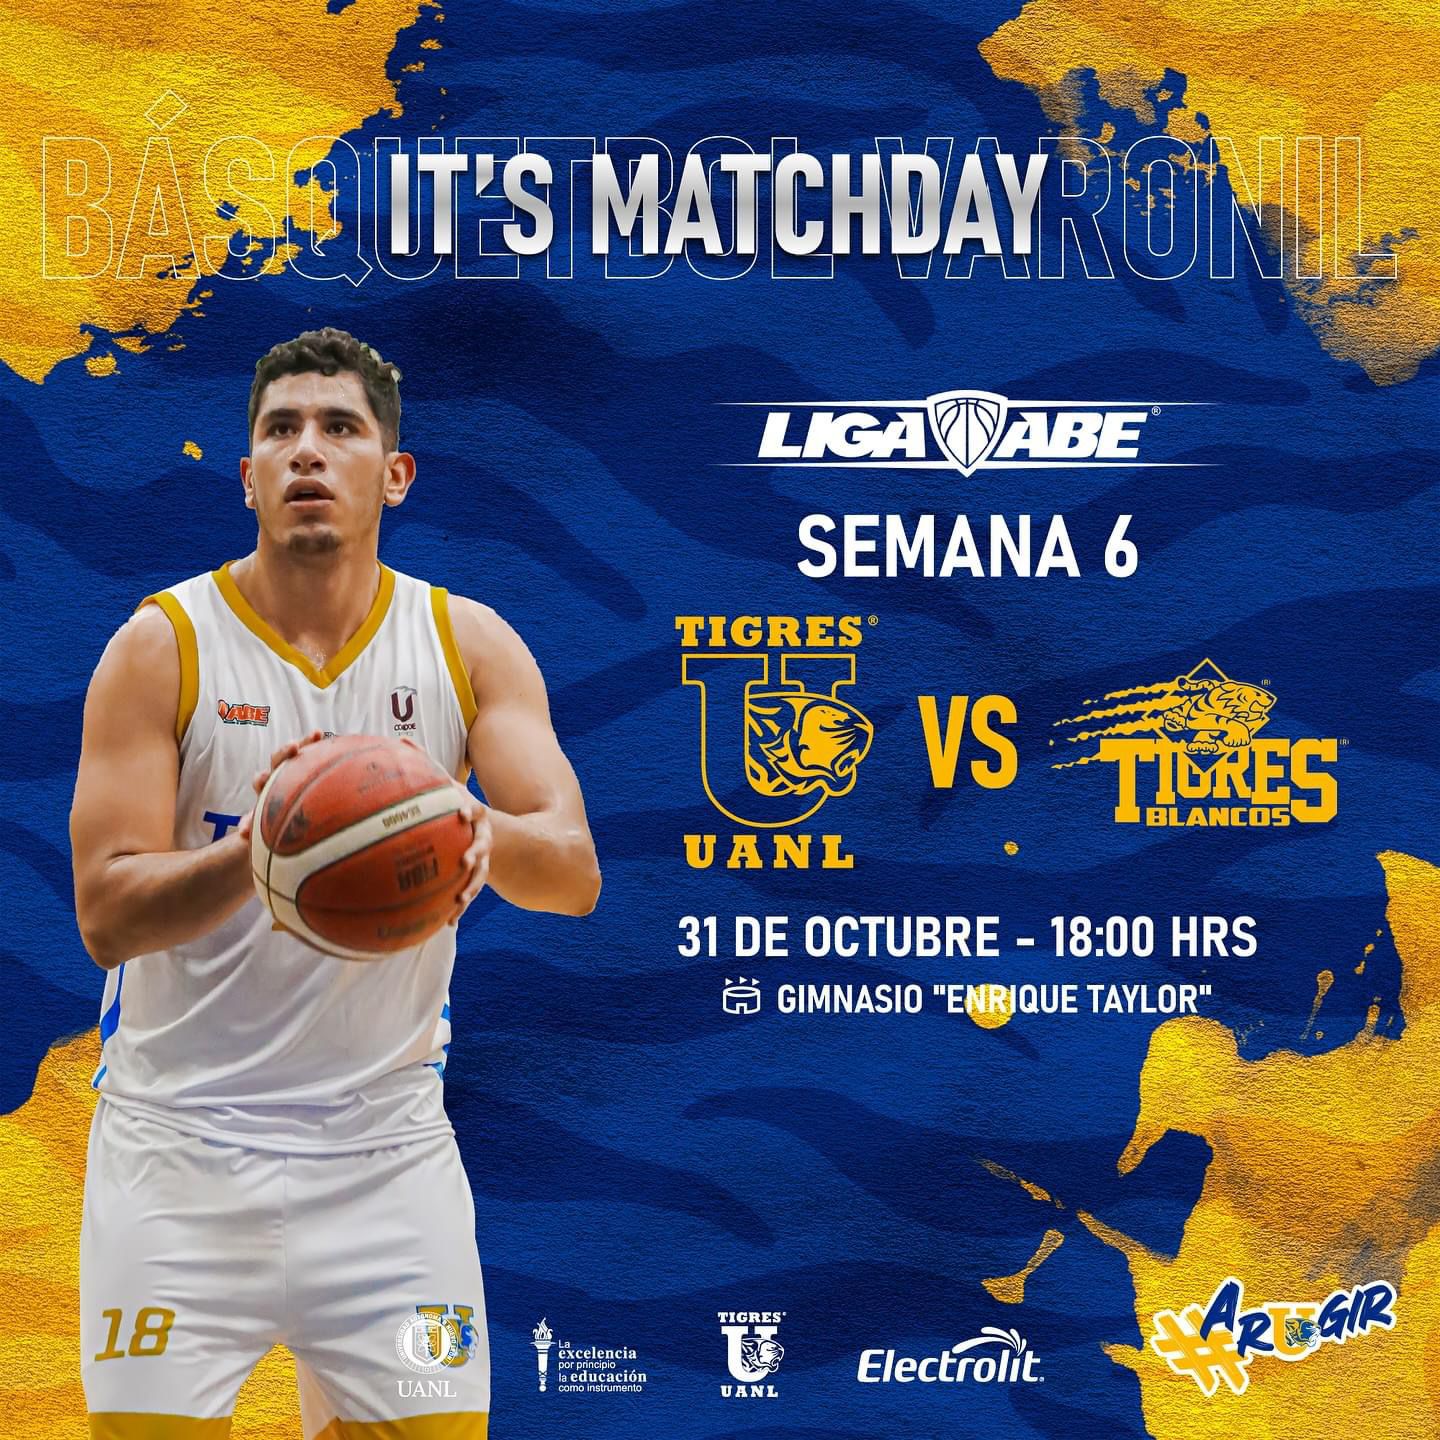 BÁSQUETBOL VARONIL
IT'S MATCHDAY
LIGA ABE®
SEMANA 6
TIGRES®
U
UANL
VS
TIGRES
BLANCOS
31 DE OCTUBRE - 18:00 HRS
GIMNASIO "ENRIQUE TAYLOR"
ABE
U
18
UANL
La
excelencia
por principio
la educación
como instrumento
TIGRES®
U
UANL
Electrolit®
#ARUGIR